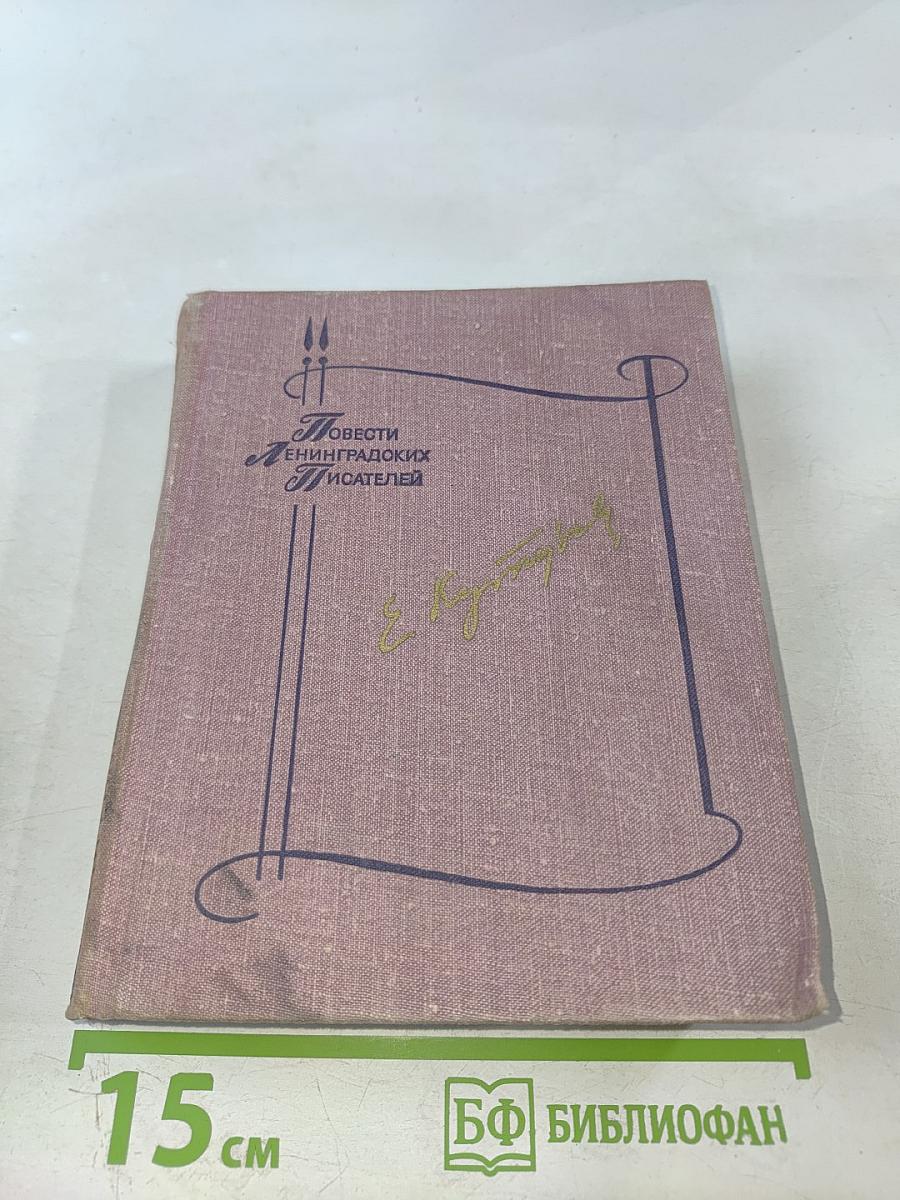 Повести
Ленинградских
Писателей
Е
15 см
БФ БИБЛИОФАН